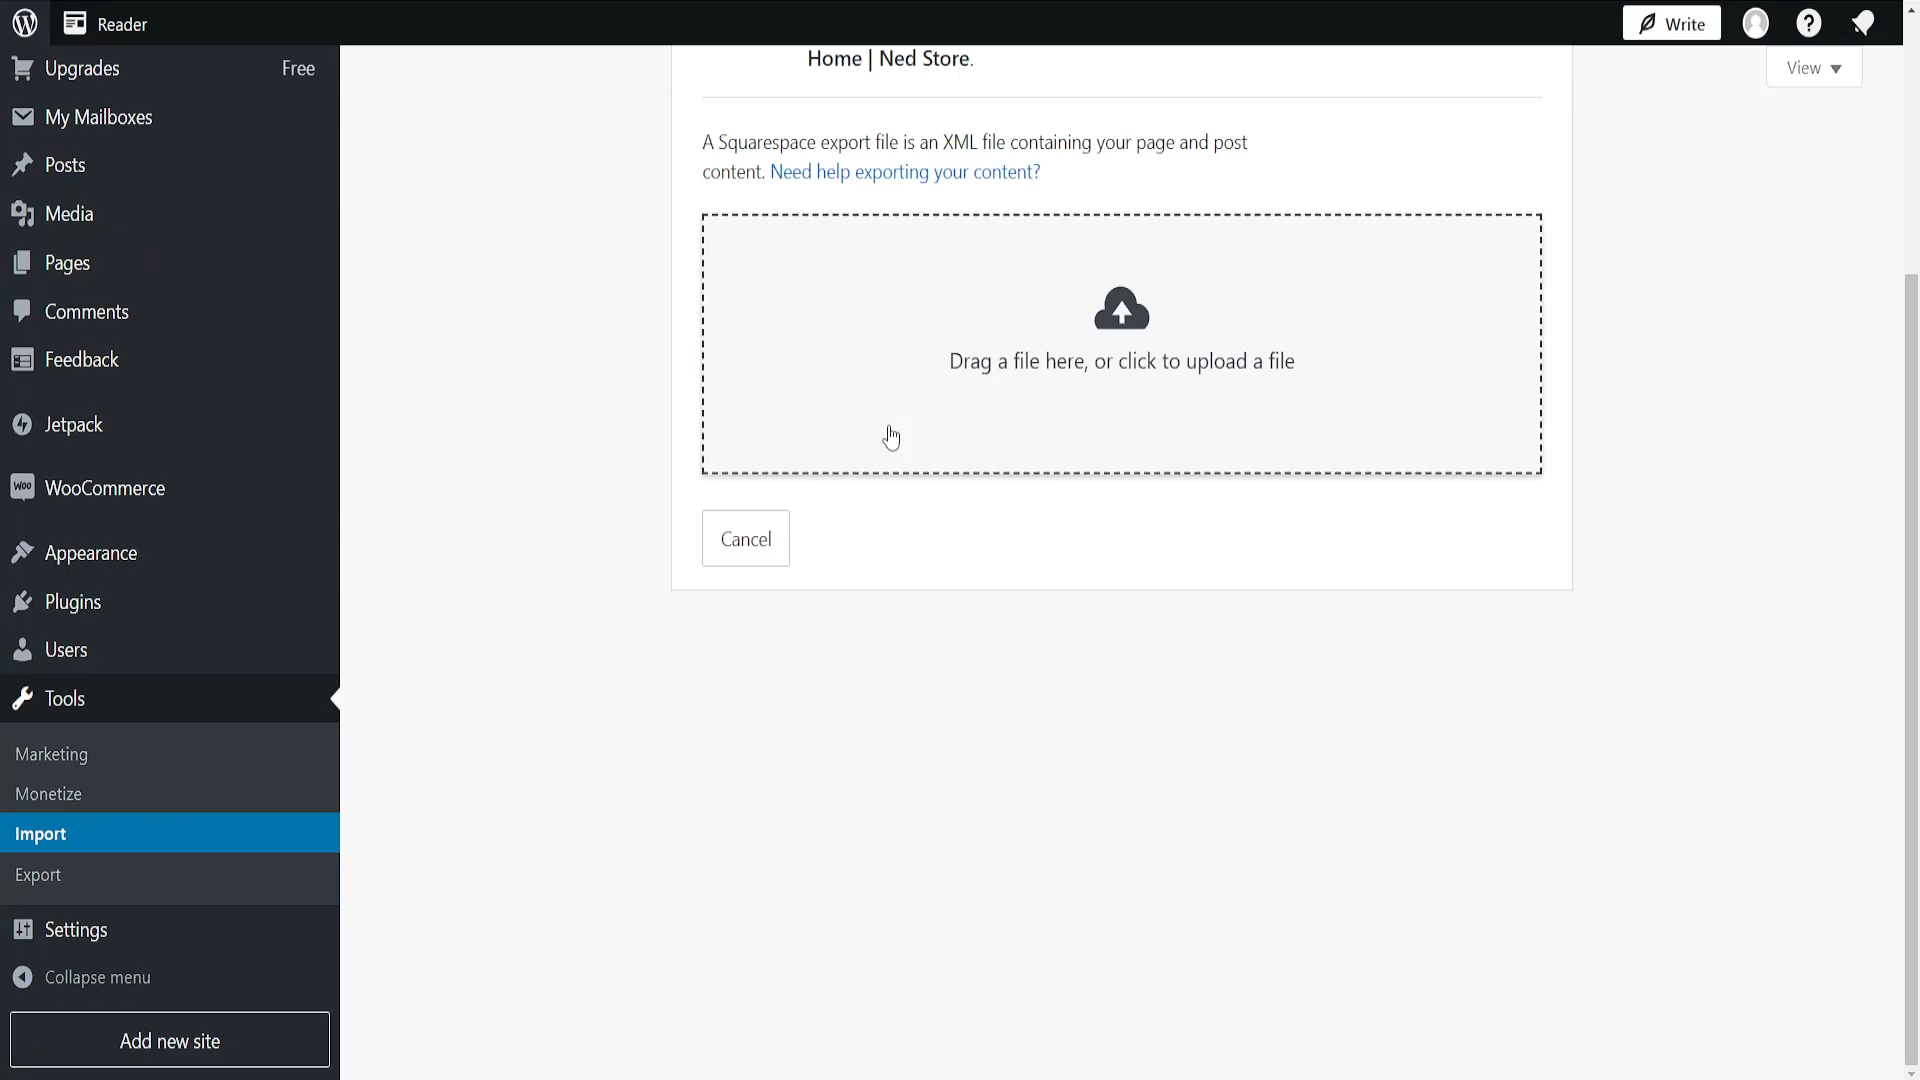 Reader
Write
Upgrades Free
My Mailboxes
Posts
Media
Pages
Comments
Feedback
Jetpack
Woo WooCommerce
Appearance
Plugins
Users
Tools
Marketing
Monetize
Import
Export
Settings
Collapse menu
Add new site
View
Home | Ned Store.
A Squarespace export file is an XML file containing your page and post
content. Need help exporting your content?
Drag a file here, or click to upload a file
Cancel